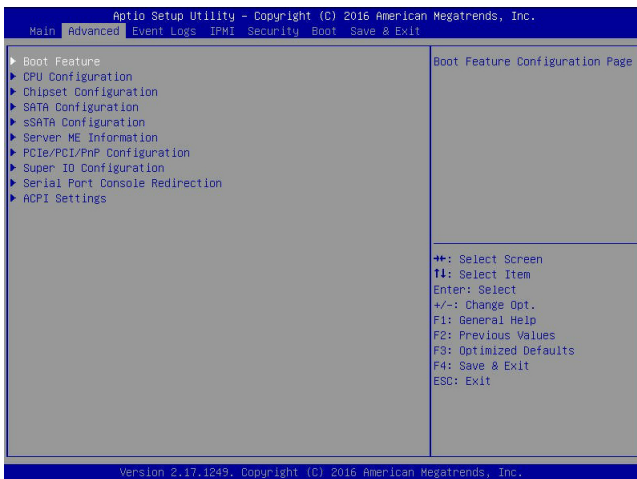 Aptio Setup Utility – Copyright (C) 2016 American Megatrends, Inc.
Main Advanced Event Logs IPMI Security Boot Save & Exit
▶ Boot Feature
▶ CPU Configuration
▶ Chipset Configuration
▶ SATA Configuration
▶ sSATA Configuration
▶ Server ME Information
▶ PCIe/PCI/PnP Configuration
▶ Super IO Configuration
▶ Serial Port Console Redirection
▶ ACPI Settings
Boot Feature Configuration Page
→←: Select Screen
↑↓: Select Item
Enter: Select
+/-: Change Opt.
F1: General Help
F2: Previous Values
F3: Optimized Defaults
F4: Save & Exit
ESC: Exit
Version 2.17.1249. Copyright (C) 2016 American Megatrends, Inc.